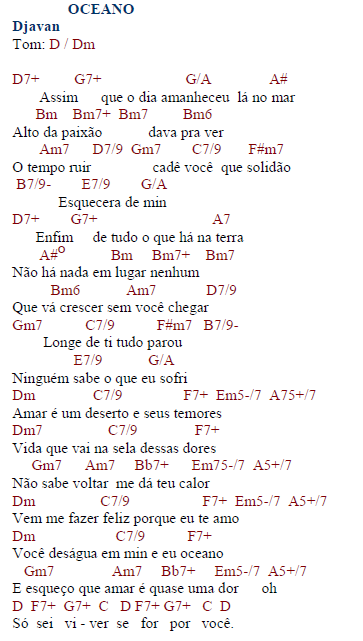 OCEANO
Djavan
Tom: D / Dm
D7+ G7+ G/A A#
Assim que o dia amanheceu lá no mar
Bm Bm7+ Bm7 Bm6
Alto da paixão dava pra ver
Am7 D7/9 Gm7 C7/9 F#m7
O tempo ruir cadê você que solidão
B7/9- E7/9 G/A
Esquecera de min
D7+ G7+ A7
Enfim de tudo o que há na terra
A#º Bm Bm7+ Bm7
Não há nada em lugar nenhum
Bm6 Am7 D7/9
Que vá crescer sem você chegar
Gm7 C7/9 F#m7 B7/9-
Longe de ti tudo parou
E7/9 G/A
Ninguém sabe o que eu sofri
Dm C7/9 F7+ Em5-/7 A75+/7
Amar é um deserto e seus temores
Dm7 C7/9 F7+
Vida que vai na sela dessas dores
Gm7 Am7 Bb7+ Em75-/7 A5+/7
Não sabe voltar me dá teu calor
Dm C7/9 F7+ Em5-/7 A5+/7
Vem me fazer feliz porque eu te amo
Dm C7/9 F7+
Você deságua em min e eu oceano
Gm7 Am7 Bb7+ Em5-/7 A5+/7
E esqueço que amar é quase uma dor oh
D F7+ G7+ C D F7+ G7+ C D
Só sei vi - ver se for por você.